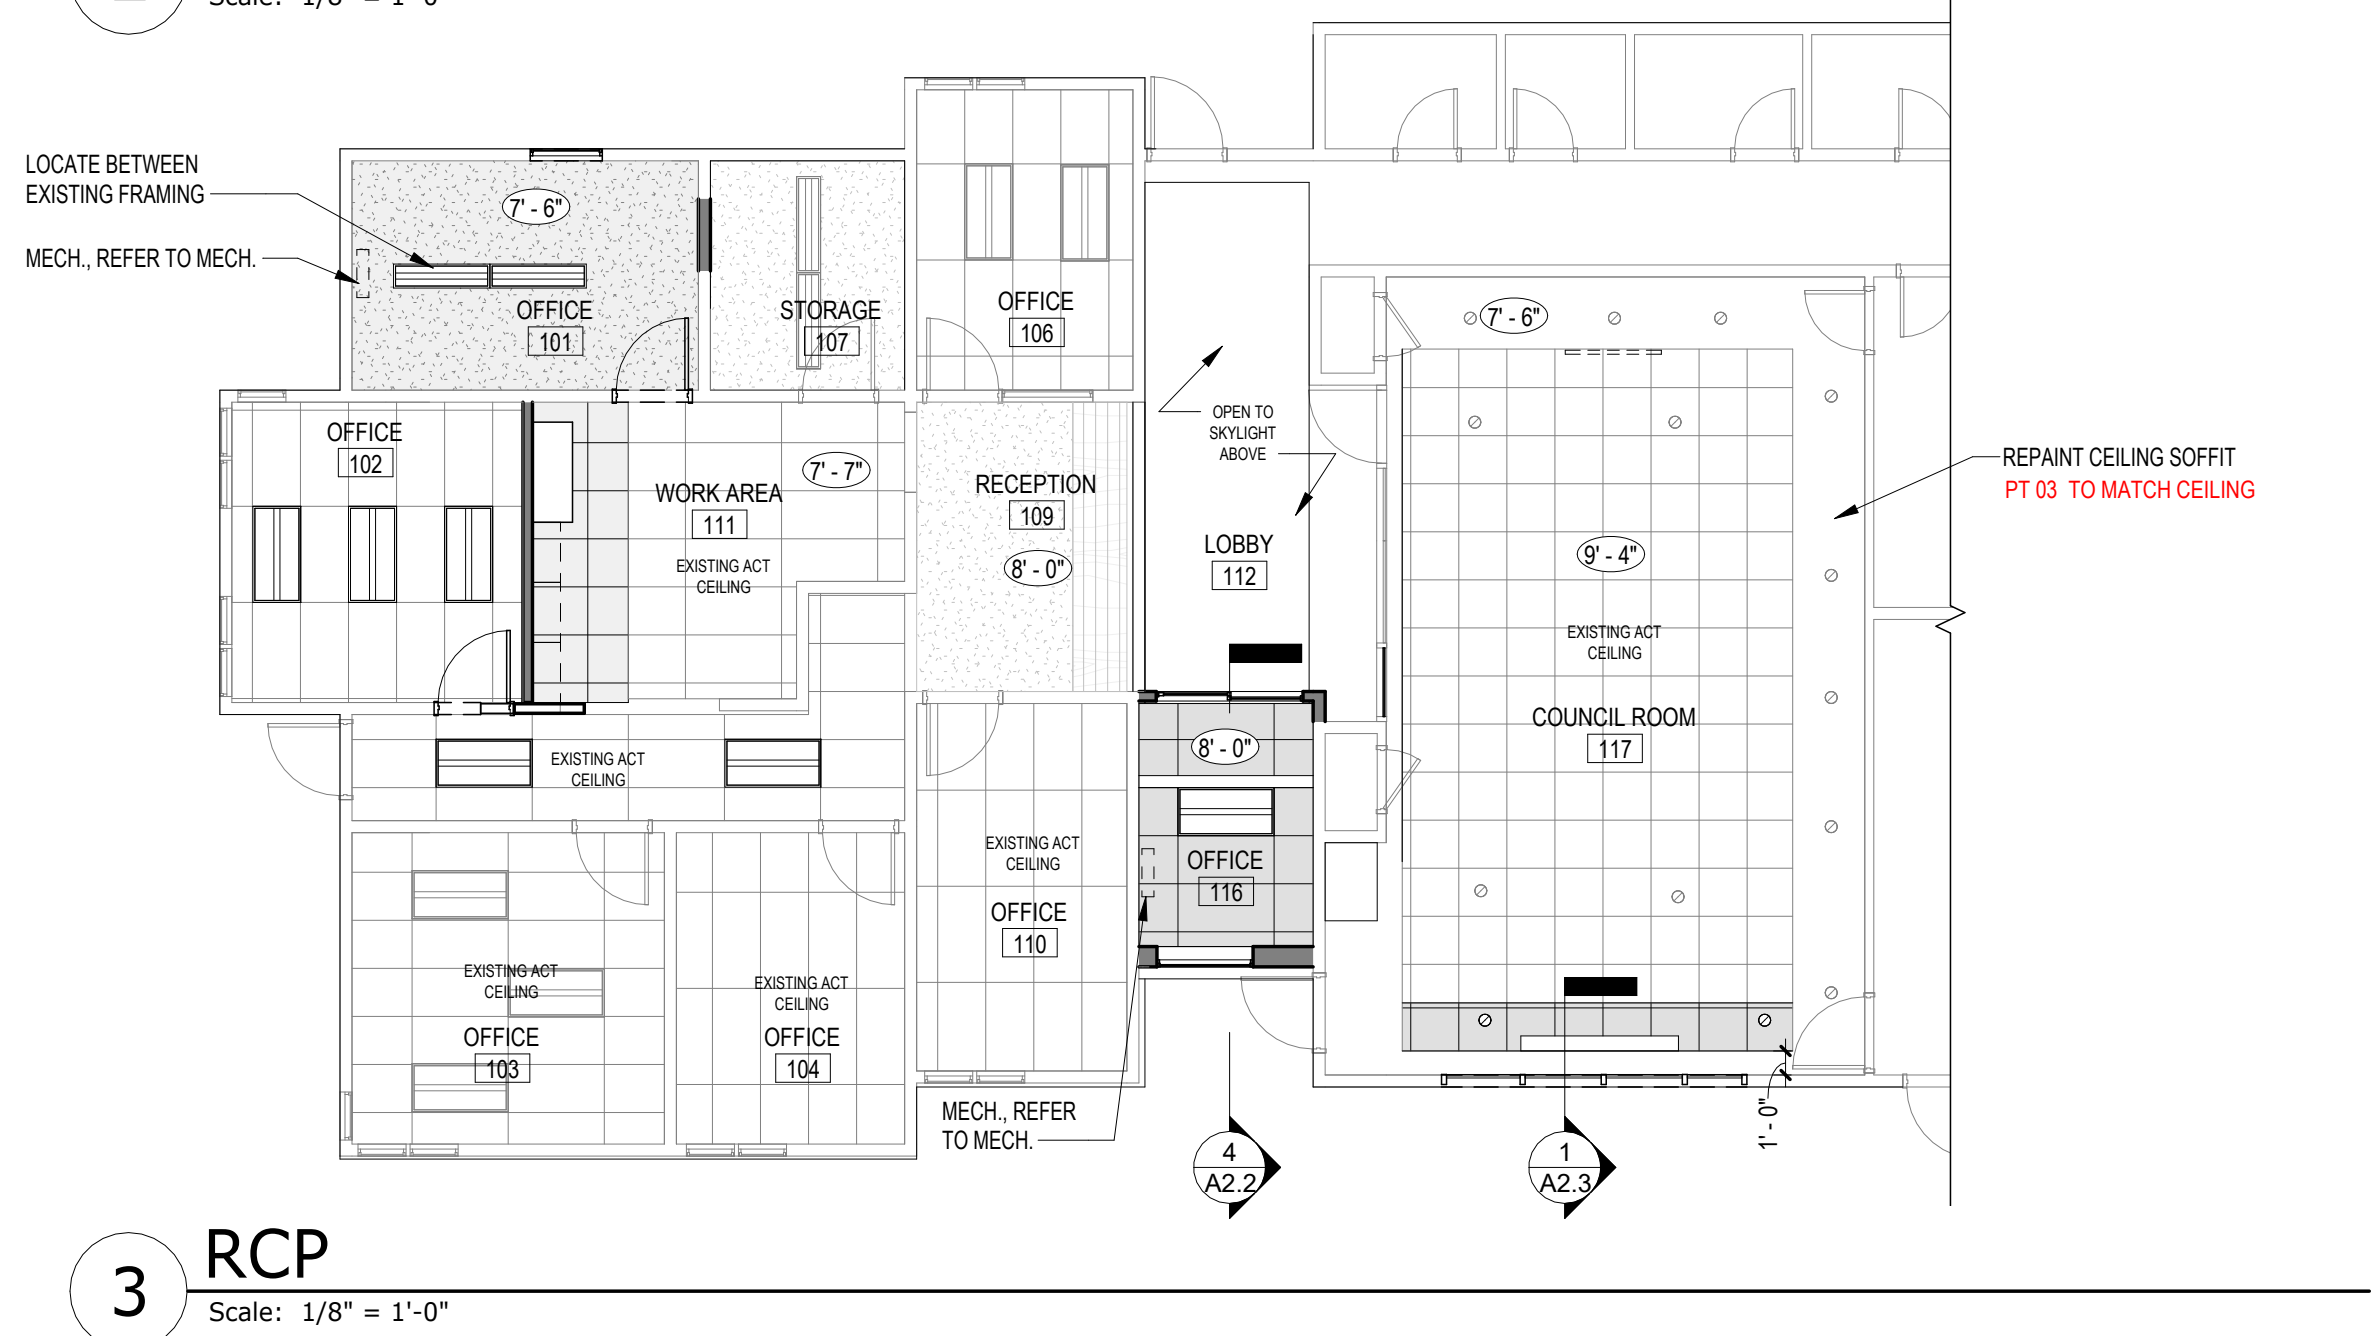 Scale: 1/8" = 1'-0"
LOCATE BETWEEN
EXISTING FRAMING
MECH., REFER TO MECH.
7' - 6"
OFFICE
101
STORAGE
107
OFFICE
106
7' - 6"
OPEN TO
SKYLIGHT
ABOVE
OFFICE
102
7' - 7"
WORK AREA
111
EXISTING ACT
CEILING
RECEPTION
109
8' - 0"
LOBBY
112
REPAINT CEILING SOFFIT
PT 03 TO MATCH CEILING
9' - 4"
EXISTING ACT
CEILING
COUNCIL ROOM
117
EXISTING ACT
CEILING
8' - 0"
EXISTING ACT
CEILING
OFFICE
110
OFFICE
116
EXISTING ACT
CEILING
OFFICE
103
EXISTING ACT
CEILING
OFFICE
104
MECH., REFER
TO MECH.
4
A2.2
1
A2.3
1' - 0"
3
RCP
Scale: 1/8" = 1'-0"